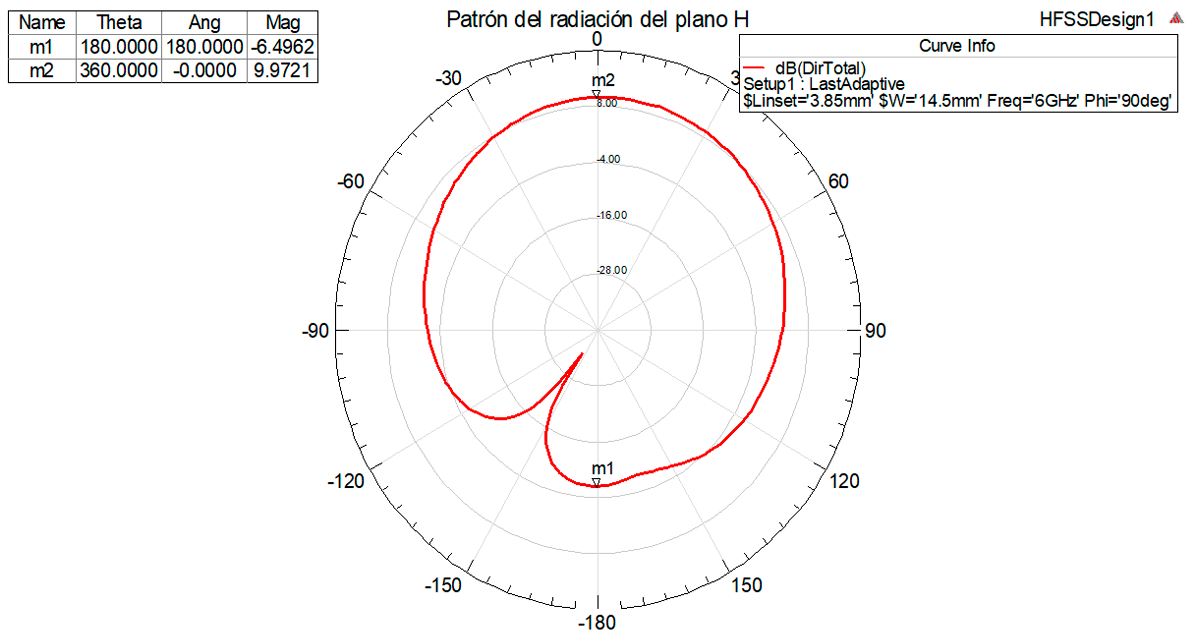 Patrón del radiación del plano H
HFSSDesign1
Name Theta Ang Mag
m1 180.0000 180.0000 -6.4962
m2 360.0000 -0.0000 9.9721
Curve Info
dB(DirTotal)
Setup1 : LastAdaptive
$Linset='3.85mm' $W='14.5mm' Freq='6GHz' Phi='90deg'
0
-30
m2
8.00
-4.00
-60
60
-16.00
-28.00
-90
90
m1
-120
120
-150
150
-180